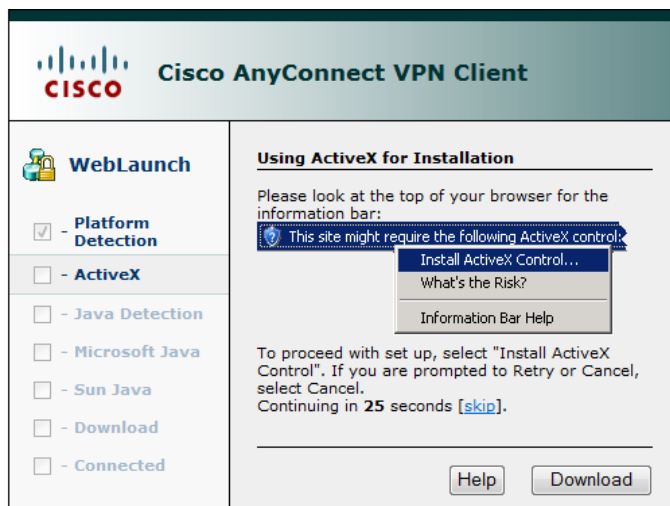 CISCO
Cisco AnyConnect VPN Client
WebLaunch
- Platform
Detection
- ActiveX
- Java Detection
- Microsoft Java
- Sun Java
- Download
- Connected
Using ActiveX for Installation
Please look at the top of your browser for the
information bar:
This site might require the following ActiveX control:
Install ActiveX Control...
What's the Risk?
Information Bar Help
To proceed with set up, select "Install ActiveX
Control". If you are prompted to Retry or Cancel,
select Cancel.
Continuing in 25 seconds [skip].
Help
Download